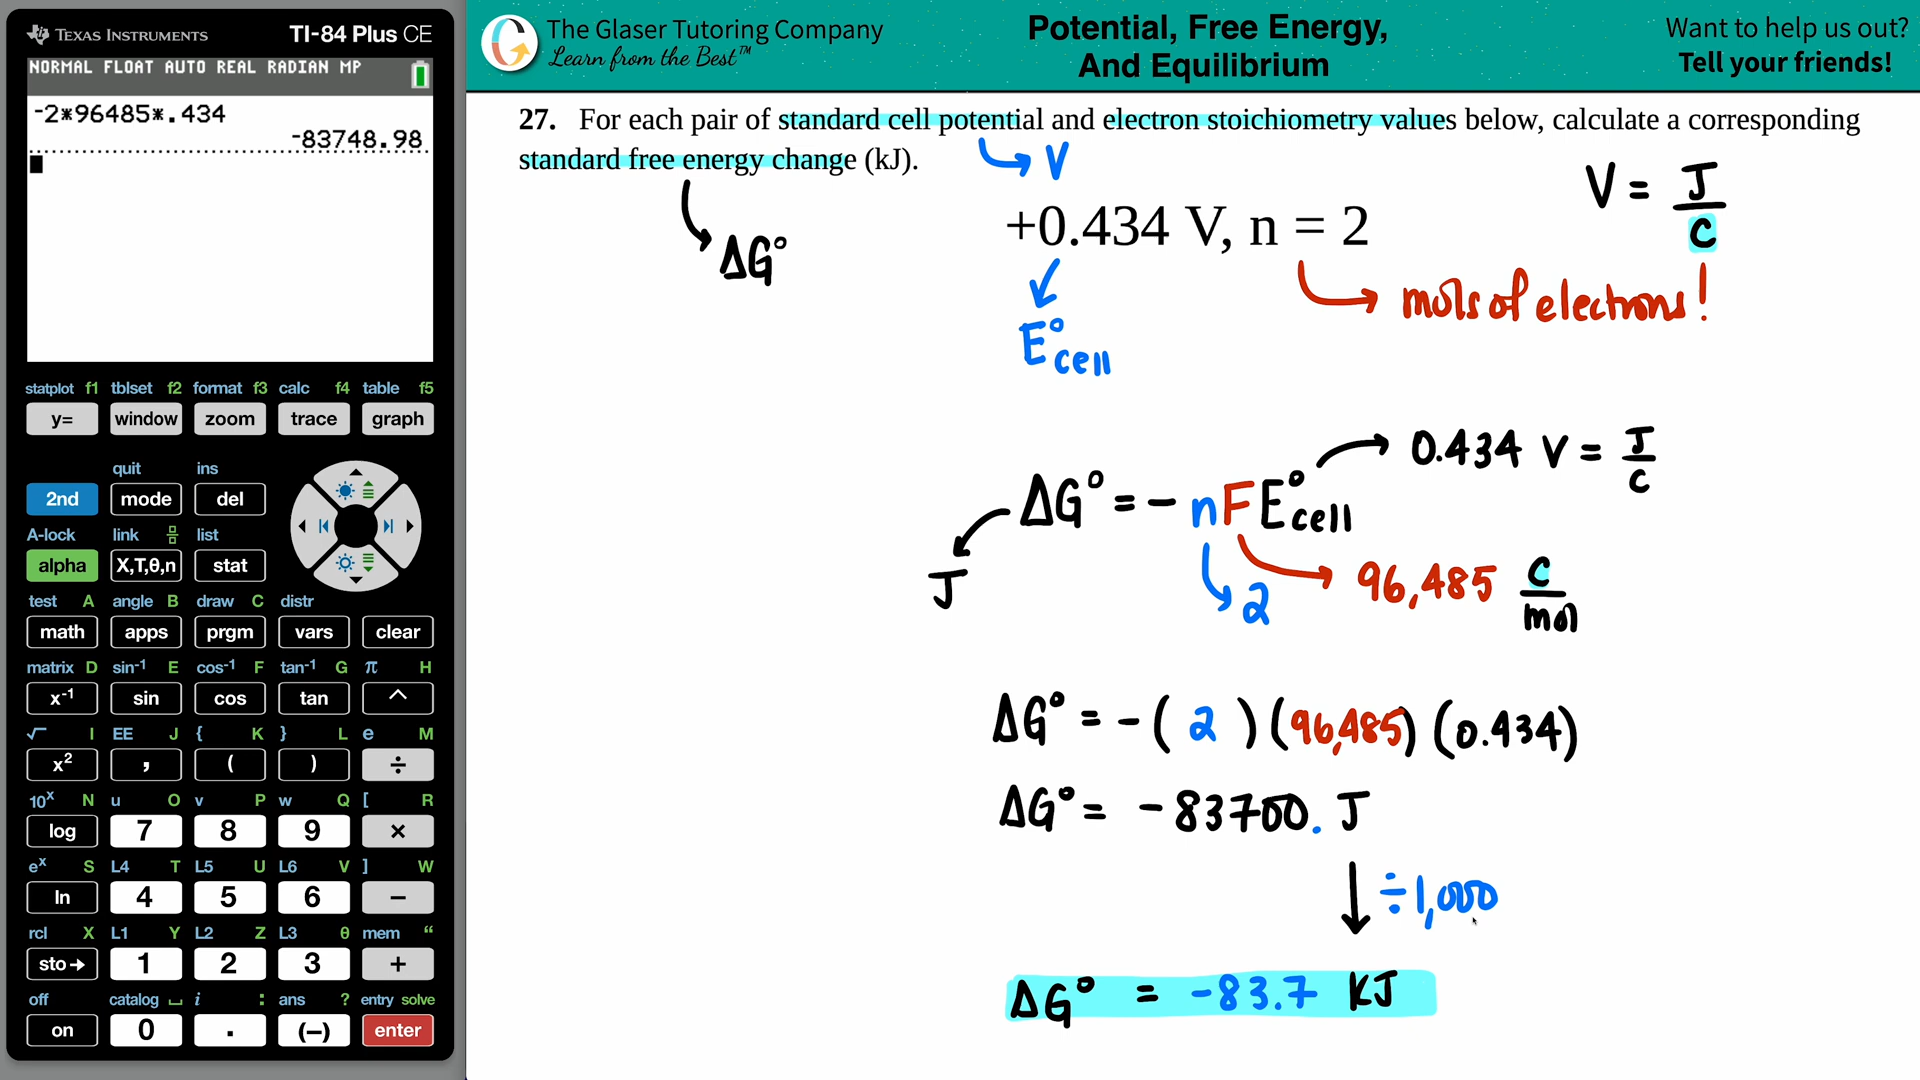 TEXAS INSTRUMENTS TI-84 Plus CE
NORMAL FLOAT AUTO REAL RADIAN MP
-2*96485*.434
-83748.98
statplot f1 tblset f2 format f3 calc f4 table f5
y= window zoom trace graph
quit ins
2nd mode del
A-lock link list
alpha X,T,θ,n stat
test A angle B draw C distr
math apps prgm vars clear
matrix D sin⁻¹ E cos⁻¹ F tan⁻¹ G π H
x⁻¹ sin cos tan ^
√ I EE J { K } L e M
x² , ( ) ÷
10ˣ N u O v P w Q [ R
log 7 8 9 ×
eˣ S L4 T L5 U L6 V ] W
ln 4 5 6 −
rcl X L1 Y L2 Z L3 θ mem “
sto→ 1 2 3 +
off catalog ␣ i : ans ? entry solve
on 0 . (−) enter
The Glaser Tutoring Company
Learn from the Best™
Potential, Free Energy,
And Equilibrium
Want to help us out?
Tell your friends!
27. For each pair of standard cell potential and electron stoichiometry values below, calculate a corresponding
standard free energy change (kJ).
V
V = J/C
ΔG°
+0.434 V, n = 2
mols of electrons!
E°cell
0.434 V = J/C
ΔG° = - nFE°cell
J
2
96,485 C/mol
ΔG° = - ( 2 ) (96,485) (0.434)
ΔG° = -83700. J
÷1,000
ΔG° = -83.7 KJ